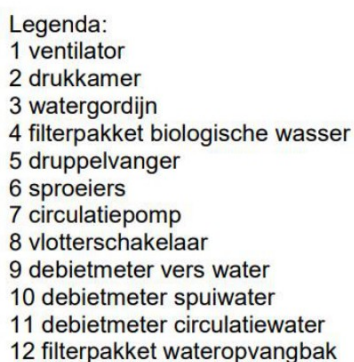 Legenda:
1 ventilator
2 drukkamer
3 watergordijn
4 filterpakket biologische wasser
5 druppelvanger
6 sproeiers
7 circulatiepomp
8 vlotterschakelaar
9 debietmeter vers water
10 debietmeter spuiwater
11 debietmeter circulatiewater
12 filterpakket wateropvangbak